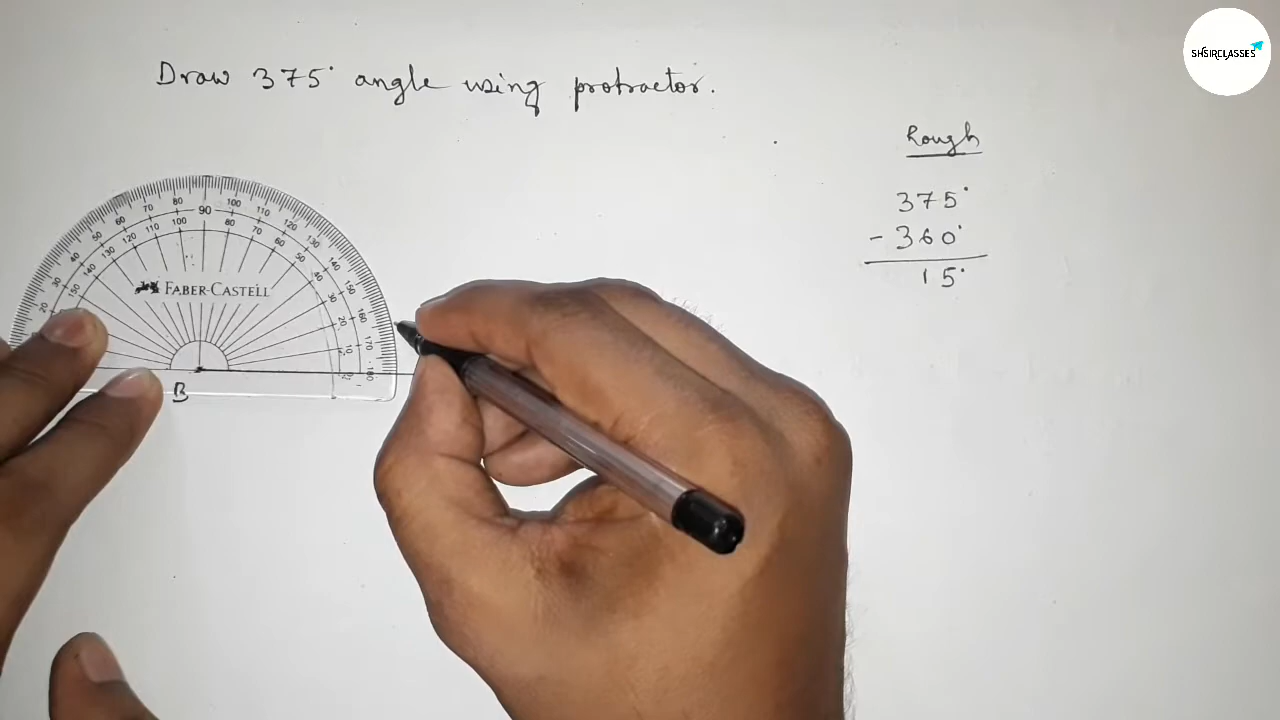 SHSIRCLASSES
Draw 375° angle using protractor.
Rough
375°
- 360°
15°
FABER-CASTELL
B